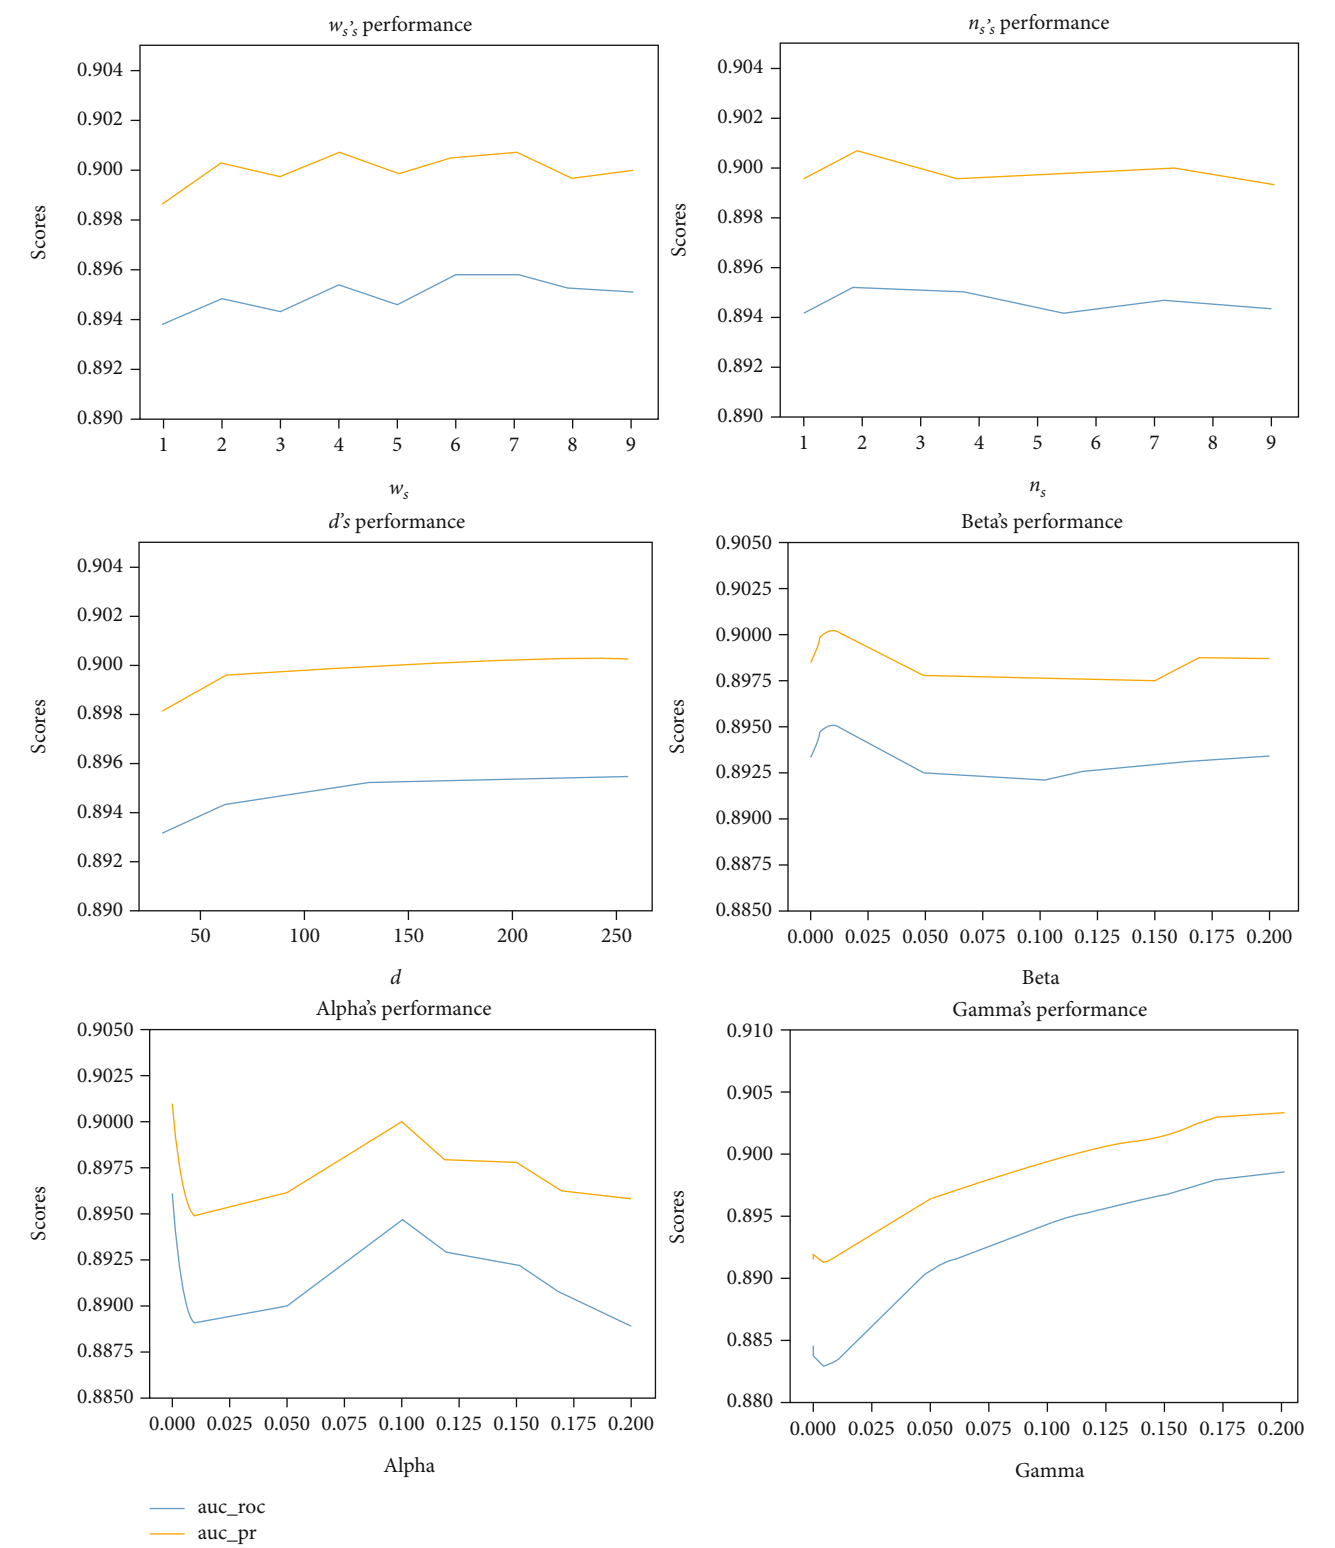 ws's performance
Scores
0.904
0.902
0.900
0.898
0.896
0.894
0.892
0.890
1 2 3 4 5 6 7 8 9
ws
ns's performance
Scores
0.904
0.902
0.900
0.898
0.896
0.894
0.892
0.890
1 2 3 4 5 6 7 8 9
ns
d's performance
Scores
0.904
0.902
0.900
0.898
0.896
0.894
0.892
0.890
50 100 150 200 250
d
Beta's performance
Scores
0.9050
0.9025
0.9000
0.8975
0.8950
0.8925
0.8900
0.8875
0.8850
0.000 0.025 0.050 0.075 0.100 0.125 0.150 0.175 0.200
Beta
Alpha's performance
Scores
0.9050
0.9025
0.9000
0.8975
0.8950
0.8925
0.8900
0.8875
0.8850
0.000 0.025 0.050 0.075 0.100 0.125 0.150 0.175 0.200
Alpha
Gamma's performance
Scores
0.910
0.905
0.900
0.895
0.890
0.885
0.880
0.000 0.025 0.050 0.075 0.100 0.125 0.150 0.175 0.200
Gamma
auc_roc
auc_pr